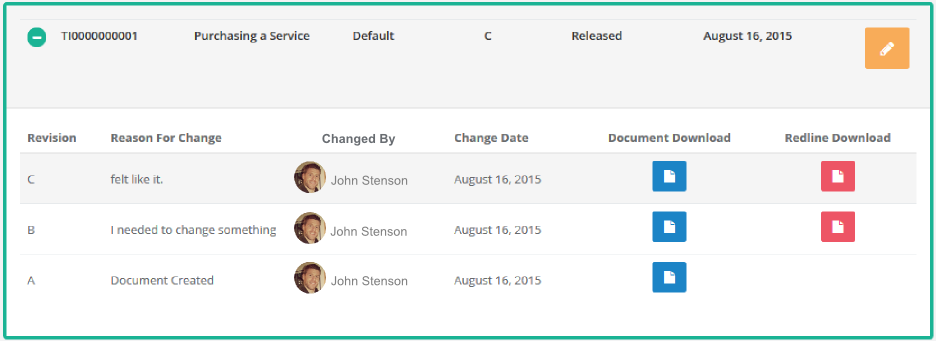 TI0000000001 Purchasing a Service Default C Released August 16, 2015
Revision Reason For Change Changed By Change Date Document Download Redline Download
C felt like it. John Stenson August 16, 2015
B I needed to change something John Stenson August 16, 2015
A Document Created John Stenson August 16, 2015